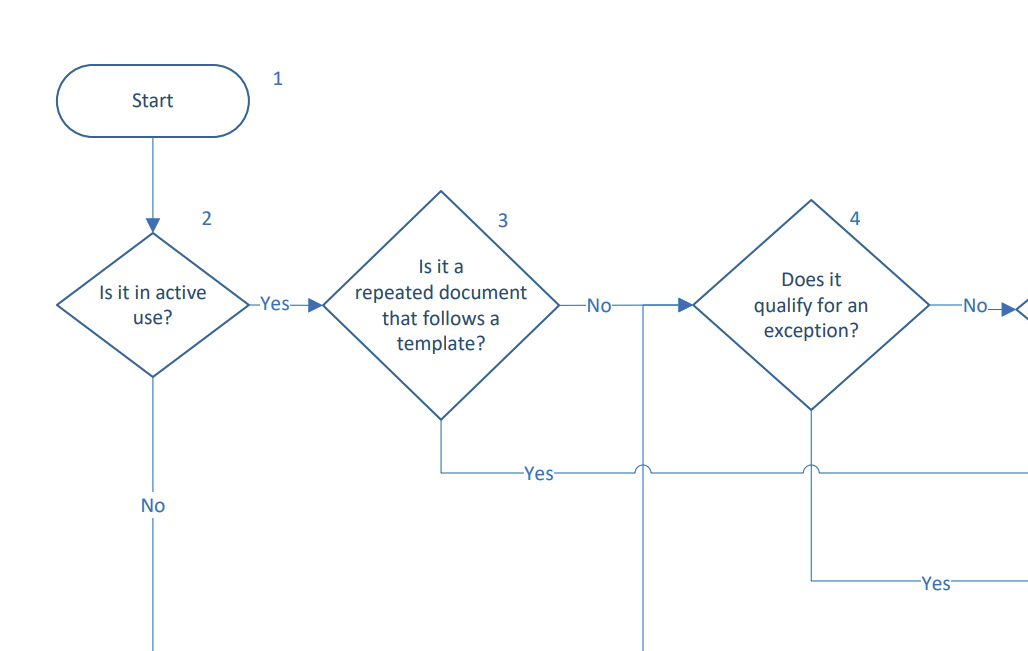 1
Start
2
3
4
Is it in active
use?
Yes
Is it a
repeated document
that follows a
template?
No
Does it
qualify for an
exception?
No
Yes
No
Yes